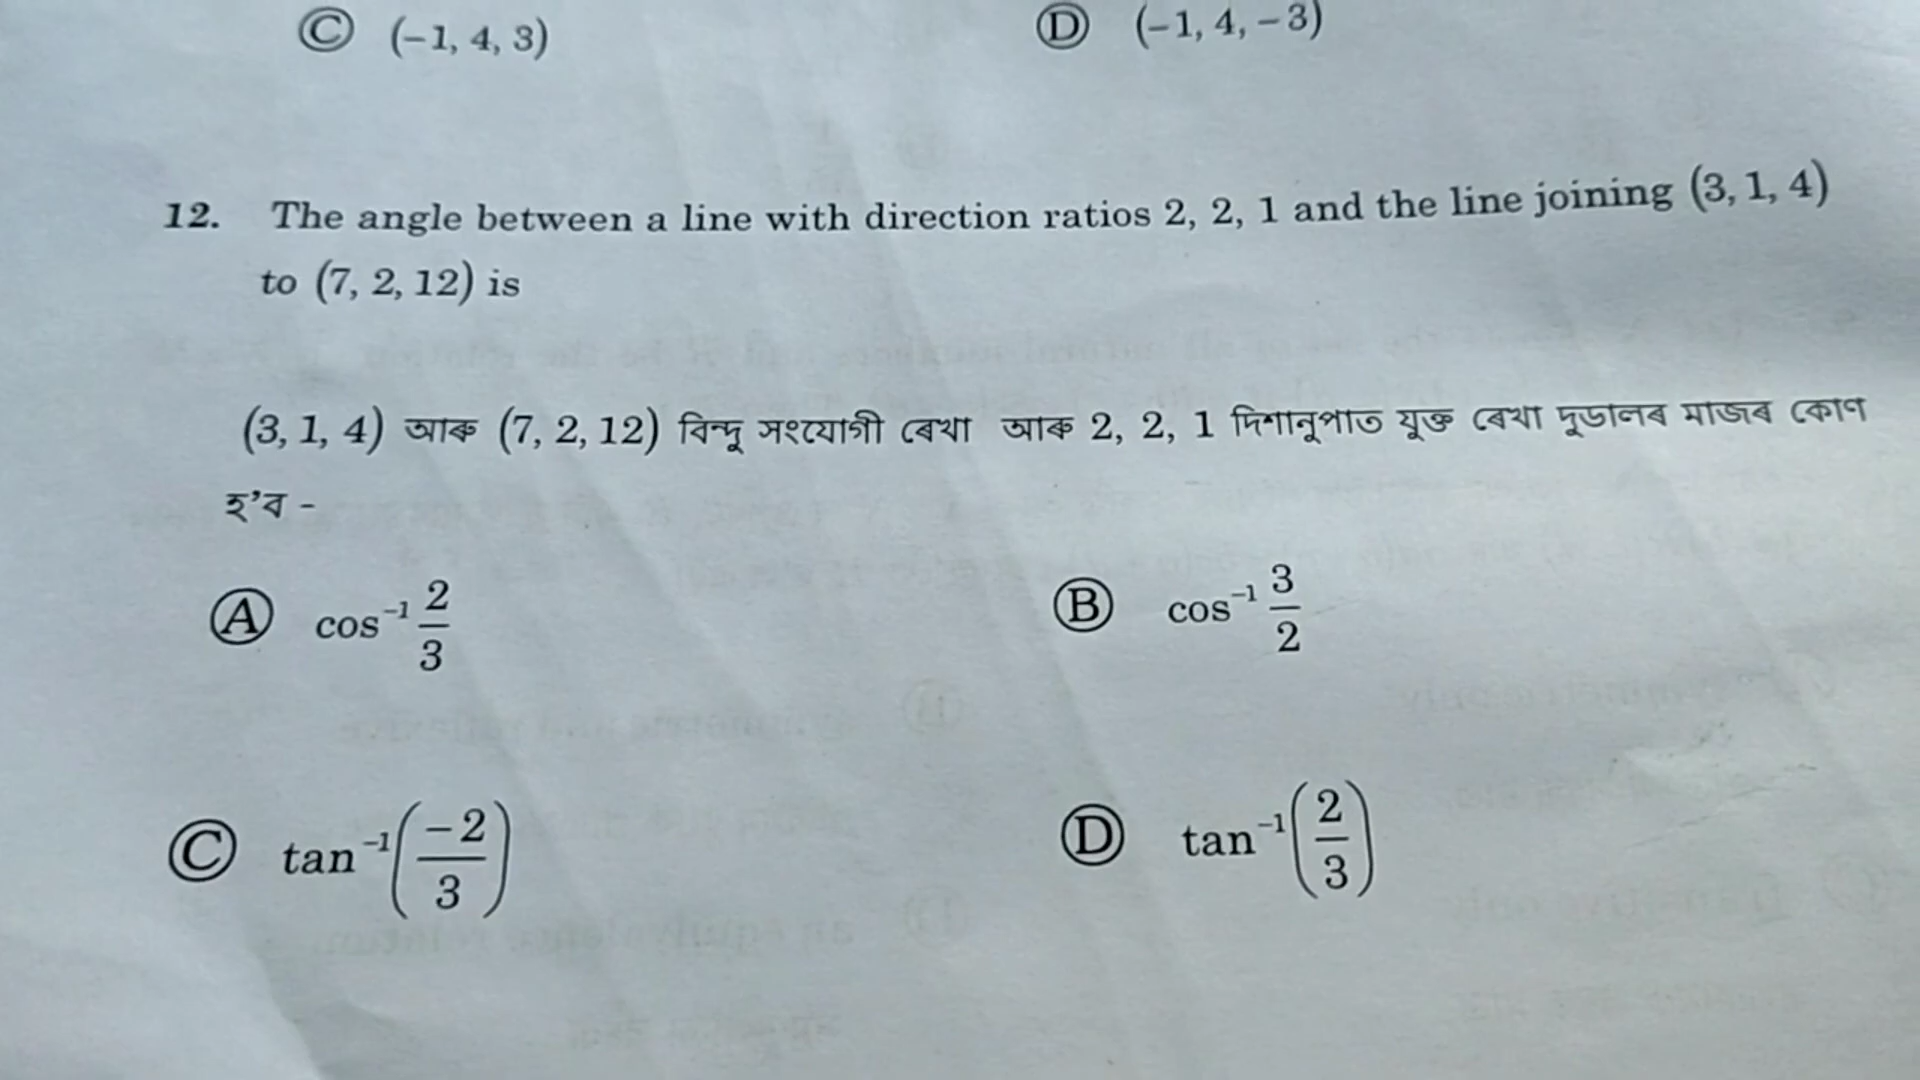 Ⓒ (−1, 4, 3) Ⓓ (−1, 4, −3)
12. The angle between a line with direction ratios 2, 2, 1 and the line joining (3, 1, 4)
to (7, 2, 12) is
(3, 1, 4) আৰু (7, 2, 12) বিন্দু সংযোগী ৰেখা আৰু 2, 2, 1 দিশানুপাত যুক্ত ৰেখা দুডালৰ মাজৰ কোণ
হ’ব -
Ⓐ cos⁻¹ 2/3 Ⓑ cos⁻¹ 3/2
Ⓒ tan⁻¹(−2/3) Ⓓ tan⁻¹(2/3)